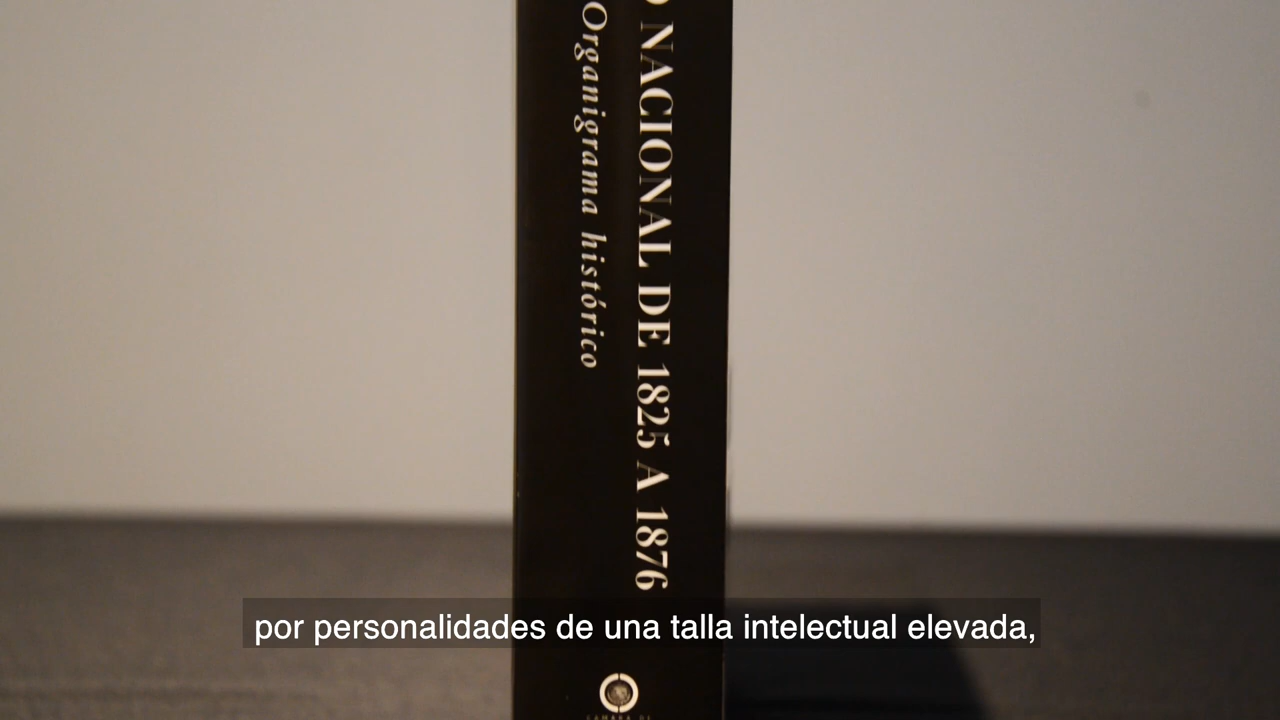 NACIONAL DE 1825 A 1876
Organigrama histórico
por personalidades de una talla intelectual elevada,